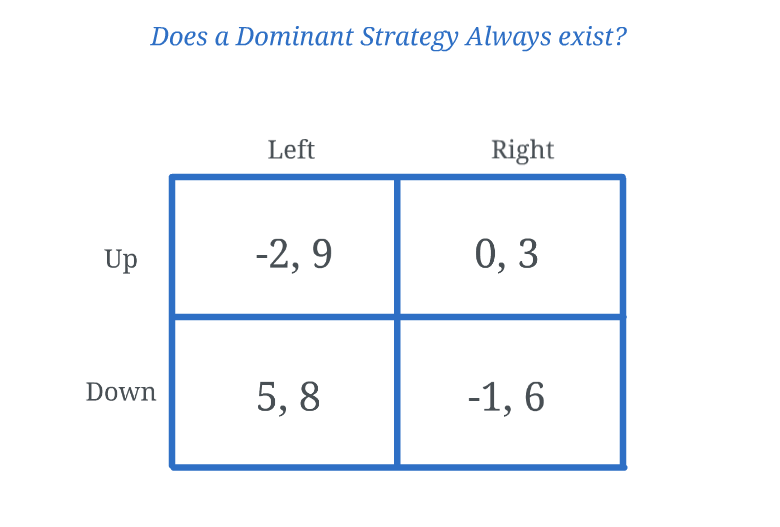 Does a Dominant Strategy Always exist?
Left Right
Up -2, 9 0, 3
Down 5, 8 -1, 6